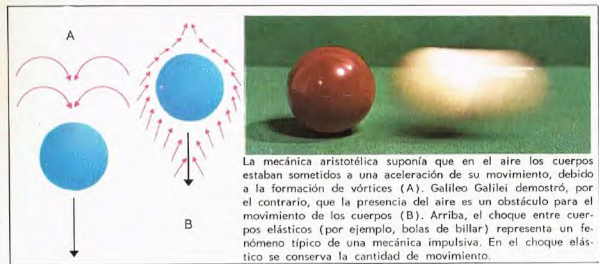 A
B
La mecánica aristotélica suponía que en el aire los cuerpos
estaban sometidos a una aceleración de su movimiento, debido
a la formación de vórtices (A). Galileo Galilei demostró, por
el contrario, que la presencia del aire es un obstáculo para el
movimiento de los cuerpos (B). Arriba, el choque entre cuer-
pos elásticos (por ejemplo, bolas de billar) representa un fe-
nómeno típico de una mecánica impulsiva. En el choque elás-
tico se conserva la cantidad de movimiento.